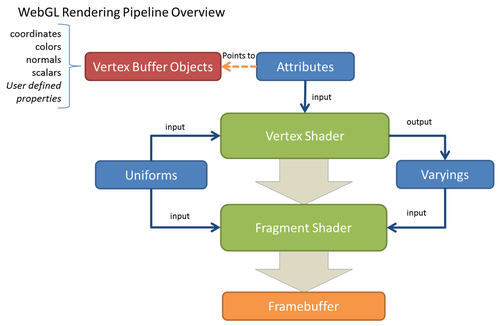 WebGL Rendering Pipeline Overview
coordinates
colors
normals
scalars
User defined
properties
Vertex Buffer Objects
Points to
Attributes
input
Vertex Shader
input
output
Uniforms
Varyings
input
input
Fragment Shader
Framebuffer